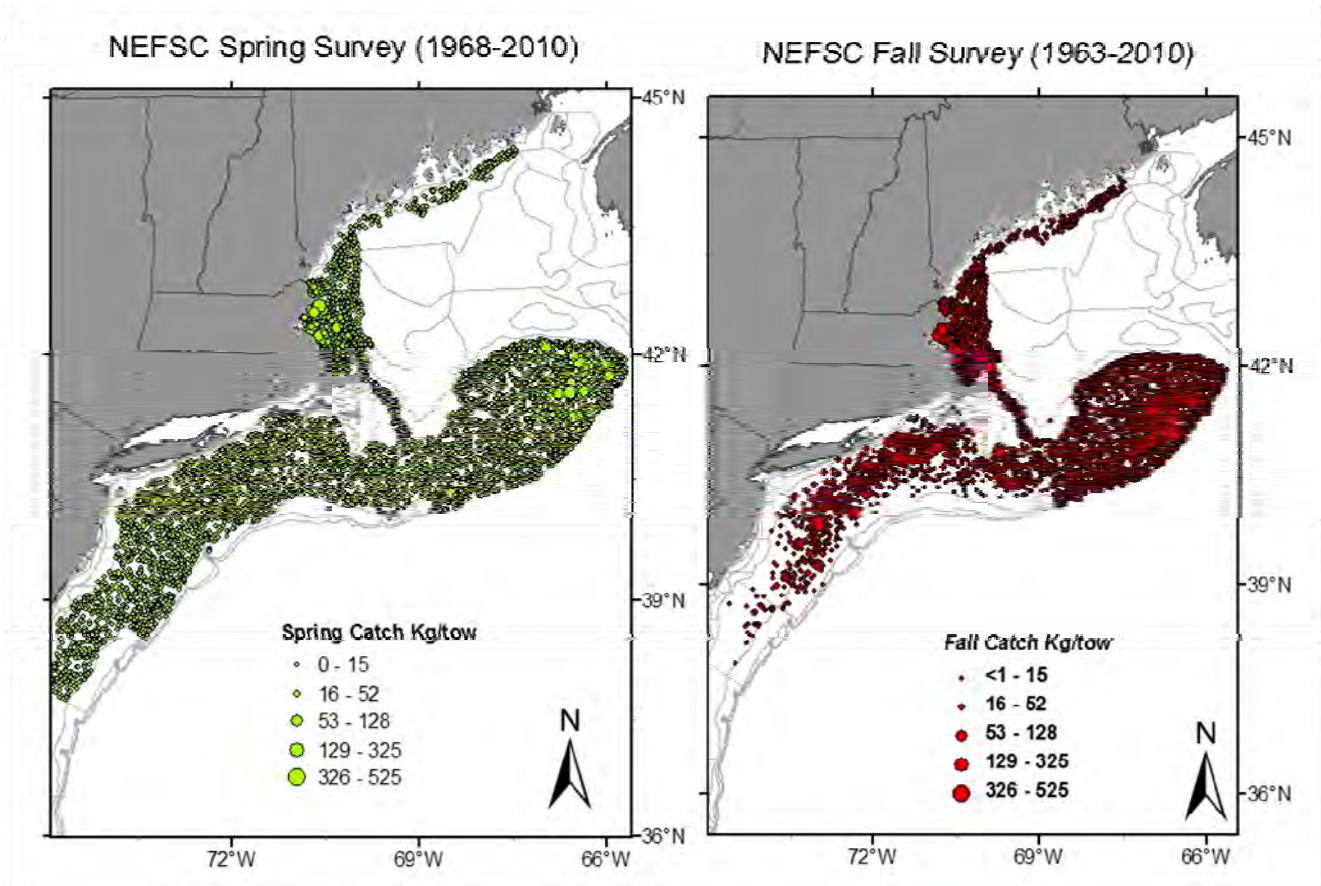 NEFSC Spring Survey (1968-2010)
45°N
42°N
39°N
36°N
Spring Catch Kg/tow
0 - 15
16 - 52
53 - 128
129 - 325
326 - 525
N
72°W
69°W
66°W
NEFSC Fall Survey (1963-2010)
45°N
42°N
39°N
36°N
Fall Catch Kg/tow
<1 - 15
16 - 52
53 - 128
129 - 325
326 - 525
N
72°W
69°W
66°W